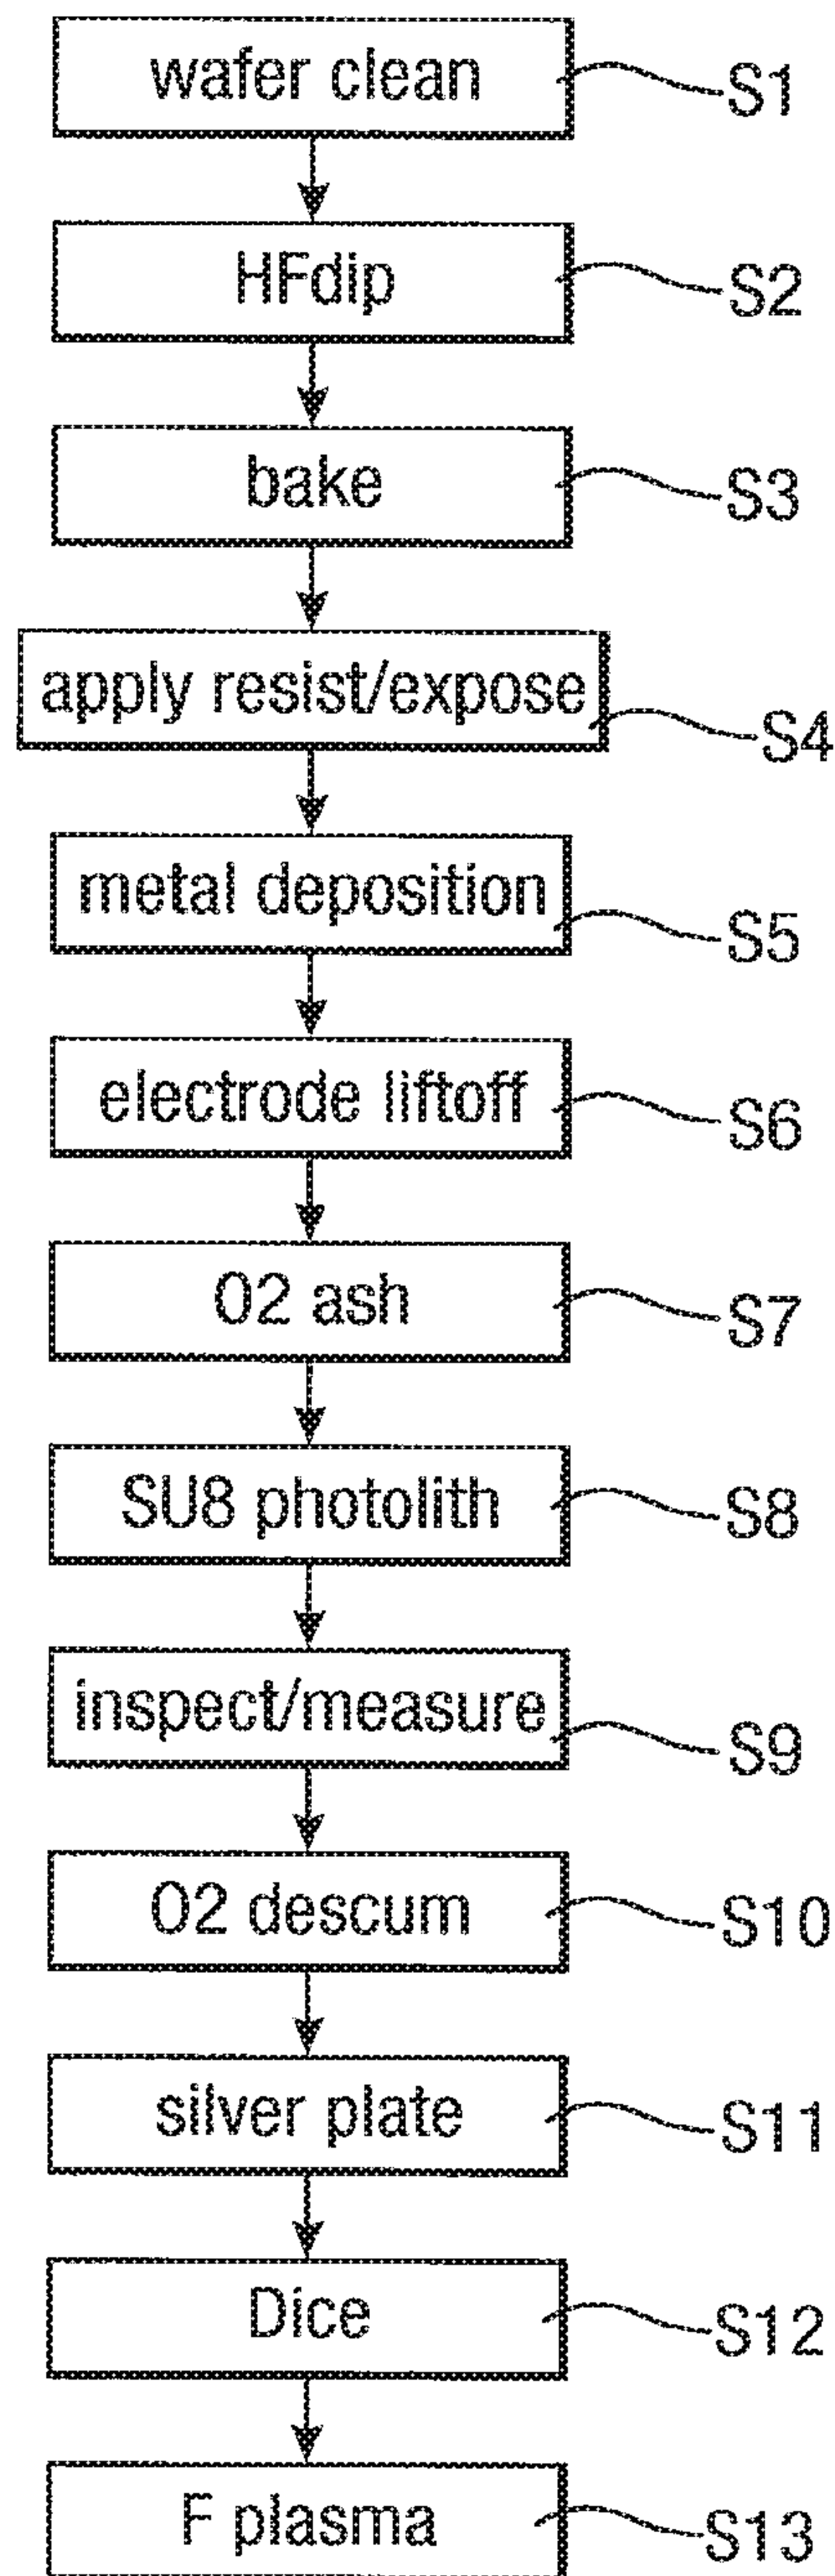 wafer clean S1
HFdip S2
bake S3
apply resist/expose S4
metal deposition S5
electrode liftoff S6
O2 ash S7
SU8 photolith S8
inspect/measure S9
O2 descum S10
silver plate S11
Dice S12
F plasma S13